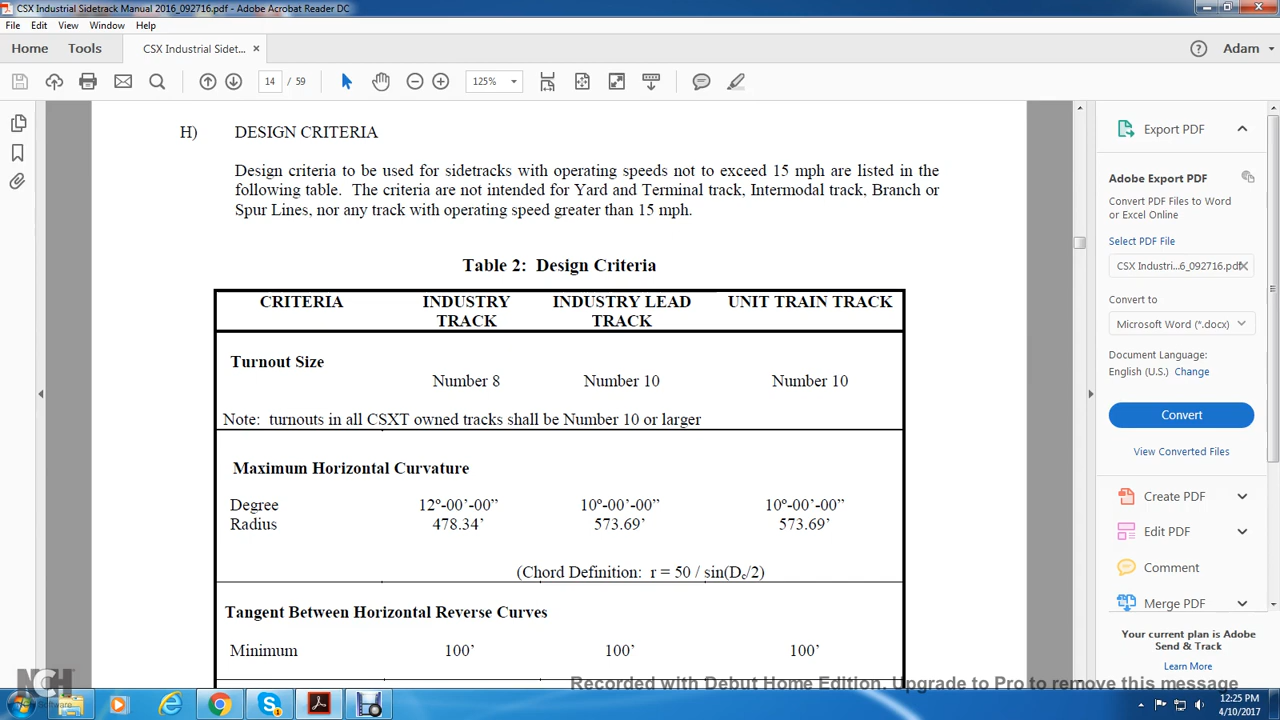 CSX Industrial Sidetrack Manual 2016_092716.pdf - Adobe Acrobat Reader DC
File Edit View Window Help
Home Tools CSX Industrial Sidet... × Adam
14 / 59 125%
H) DESIGN CRITERIA
Design criteria to be used for sidetracks with operating speeds not to exceed 15 mph are listed in the
following table. The criteria are not intended for Yard and Terminal track, Intermodal track, Branch or
Spur Lines, nor any track with operating speed greater than 15 mph.
Table 2: Design Criteria
CRITERIA INDUSTRY INDUSTRY LEAD UNIT TRAIN TRACK
TRACK TRACK
Turnout Size
Number 8 Number 10 Number 10
Note: turnouts in all CSXT owned tracks shall be Number 10 or larger
Maximum Horizontal Curvature
Degree 12º-00’-00” 10º-00’-00” 10º-00’-00”
Radius 478.34’ 573.69’ 573.69’
(Chord Definition: r = 50 / sin(Dc/2)
Tangent Between Horizontal Reverse Curves
Minimum 100’ 100’ 100’
Export PDF
Adobe Export PDF
Convert PDF Files to Word
or Excel Online
Select PDF File
CSX Industri...6_092716.pdf
Convert to
Microsoft Word (*.docx)
Document Language:
English (U.S.) Change
Convert
View Converted Files
Create PDF
Edit PDF
Comment
Merge PDF
Your current plan is Adobe
Send & Track
Learn More
NCH Software
Recorded with Debut Home Edition. Upgrade to Pro to remove this message
12:25 PM
4/10/2017